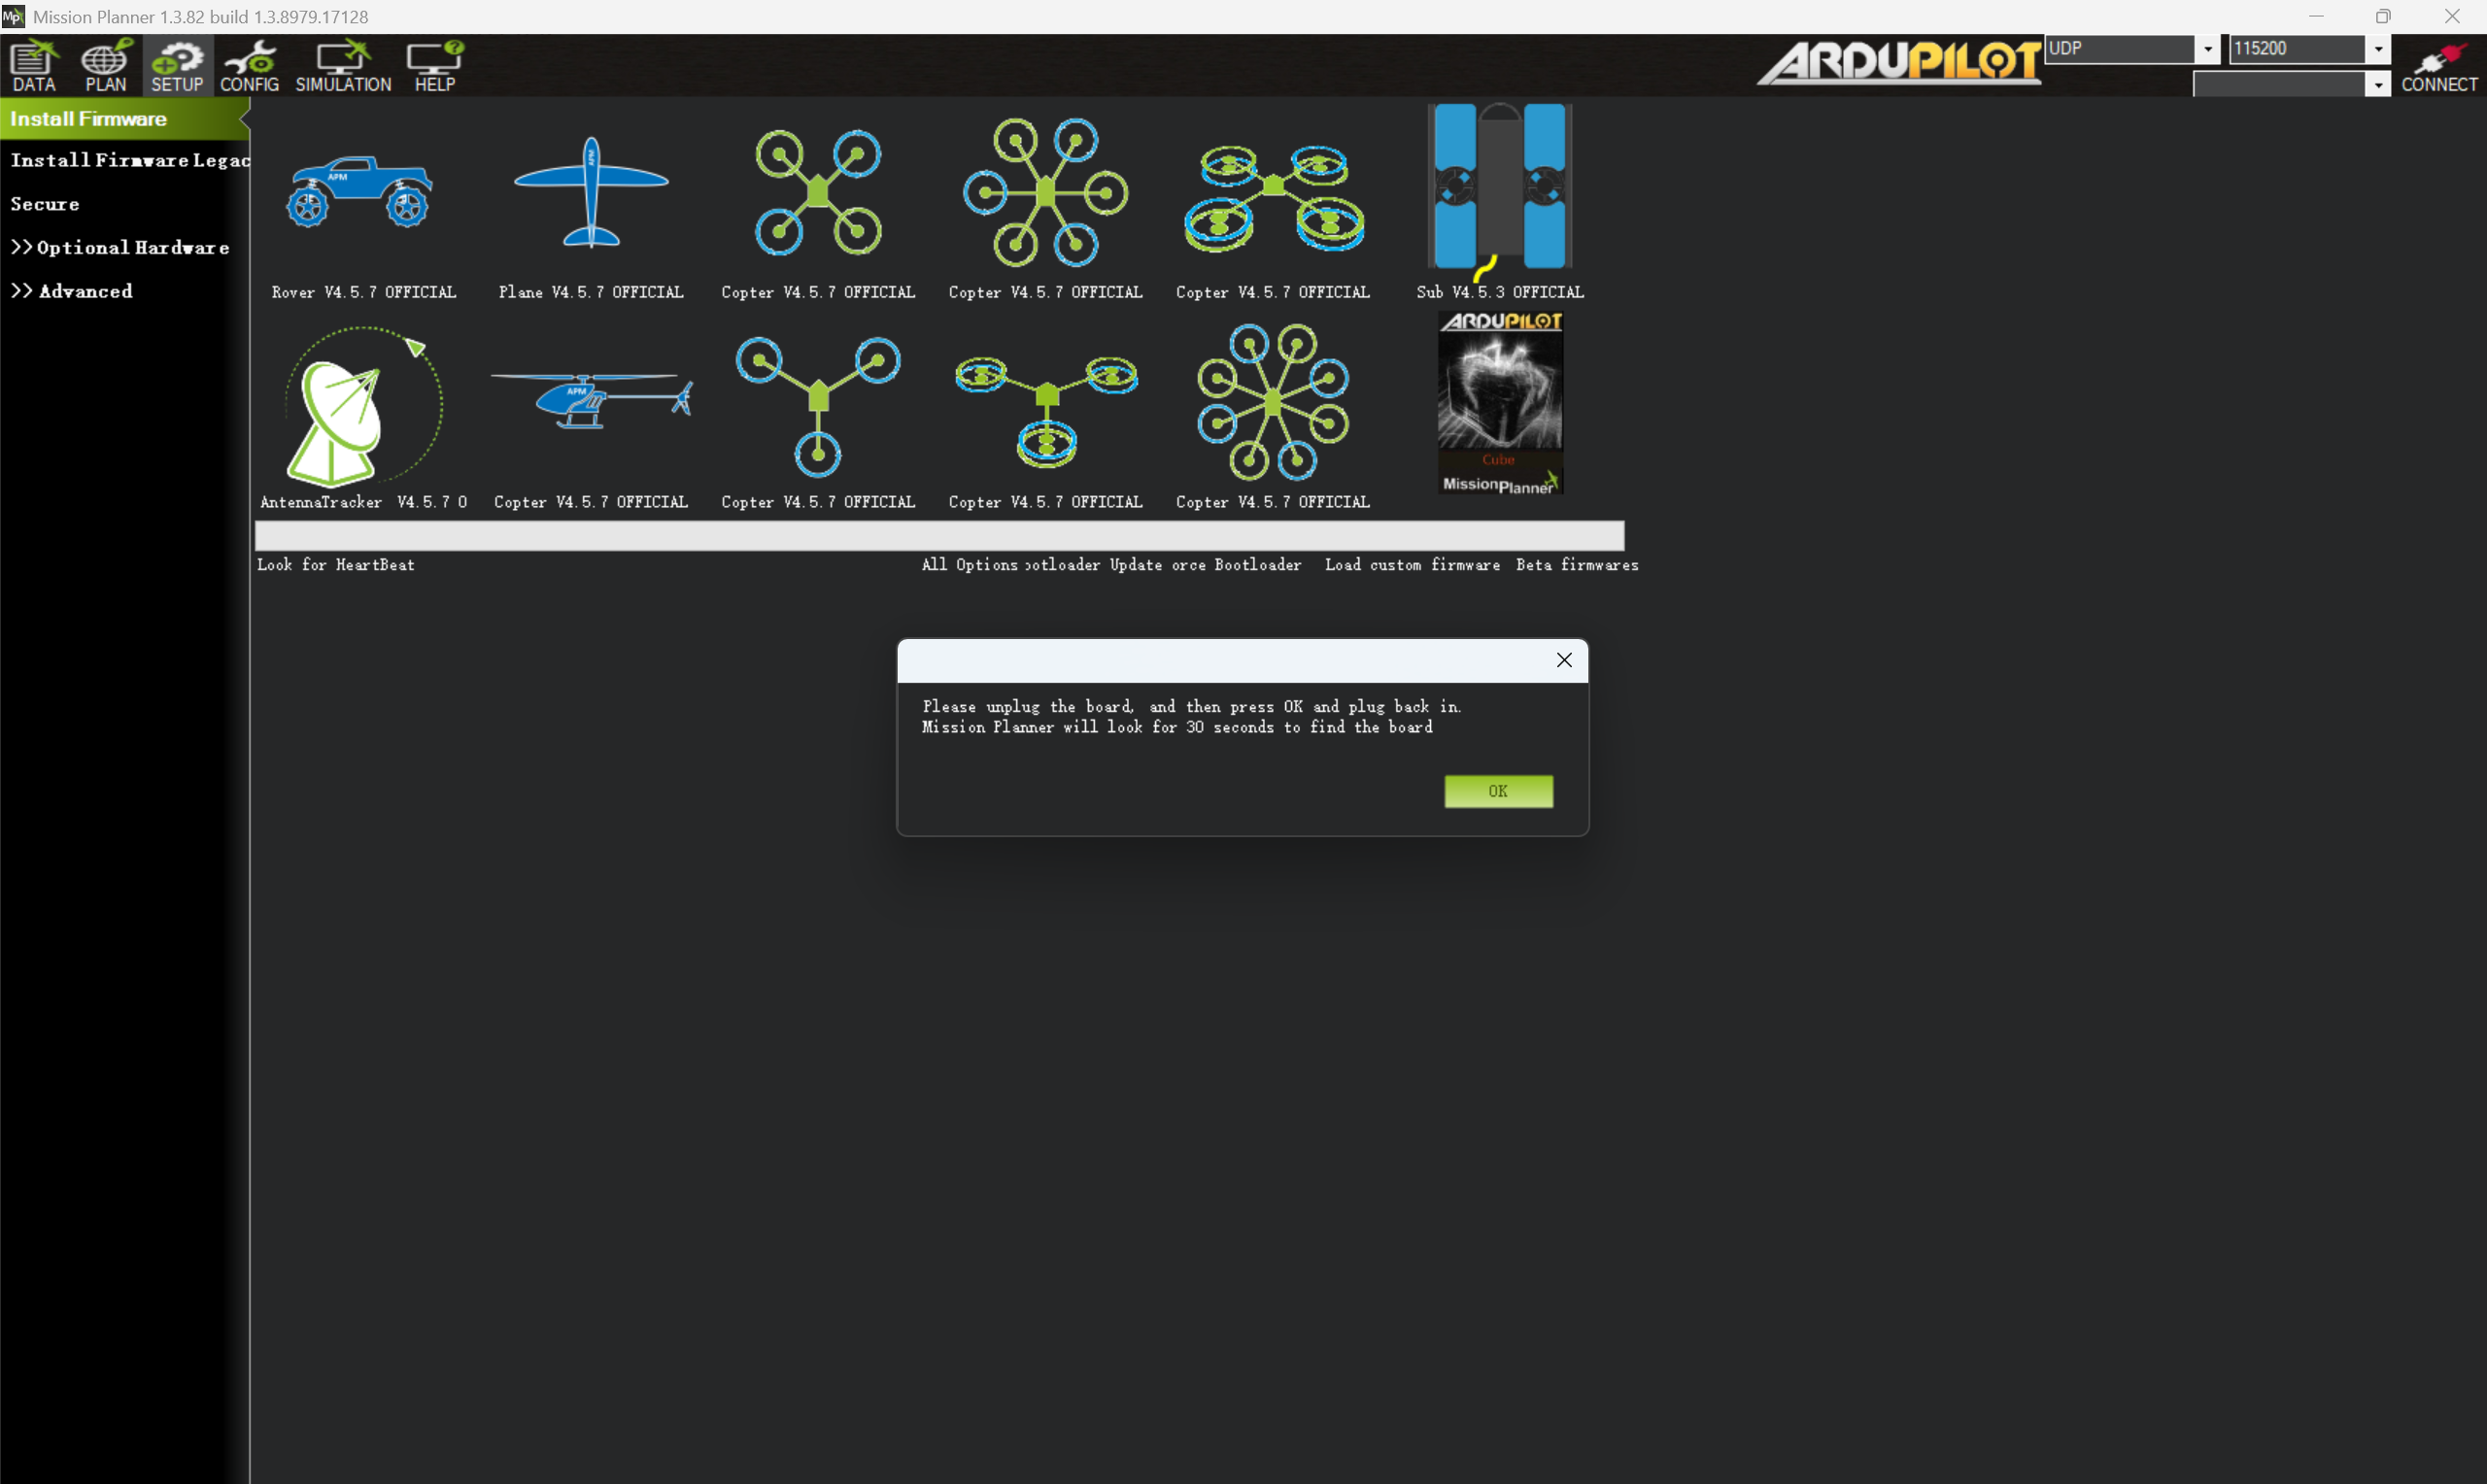 Mission Planner 1.3.82 build 1.3.8979.17128
DATA
PLAN
SETUP
CONFIG
SIMULATION
HELP
ARDUPILOT
UDP
115200
CONNECT
Install Firmware
Install Firmware Legac
Secure
>> Optional Hardware
>> Advanced
APM
APM
Rover V4.5.7 OFFICIAL
Plane V4.5.7 OFFICIAL
Copter V4.5.7 OFFICIAL
Copter V4.5.7 OFFICIAL
Copter V4.5.7 OFFICIAL
Sub V4.5.3 OFFICIAL
APM
ARDUPILOT
Cube
Mission Planner
AntennaTracker V4.5.7 O
Copter V4.5.7 OFFICIAL
Copter V4.5.7 OFFICIAL
Copter V4.5.7 OFFICIAL
Copter V4.5.7 OFFICIAL
Look for HeartBeat
All Options
ootloader Update
orce Bootloader
Load custom firmware
Beta firmwares
Please unplug the board, and then press OK and plug back in.
Mission Planner will look for 30 seconds to find the board
OK